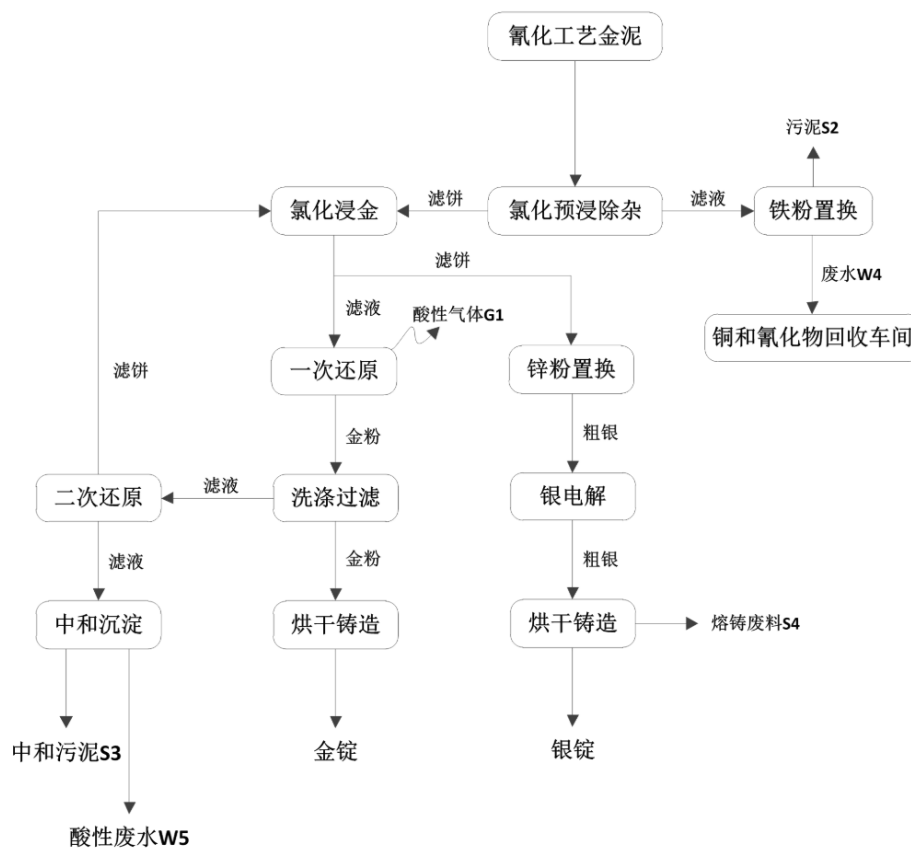 氰化工艺金泥
污泥S2
氯化浸金
滤饼
氯化预浸除杂
滤液
铁粉置换
滤饼
废水W4
滤液
酸性气体G1
铜和氰化物回收车间
滤饼
一次还原
锌粉置换
金粉
粗银
二次还原
滤液
洗涤过滤
银电解
滤液
金粉
粗银
中和沉淀
烘干铸造
烘干铸造
熔铸废料S4
中和污泥S3
金锭
银锭
酸性废水W5